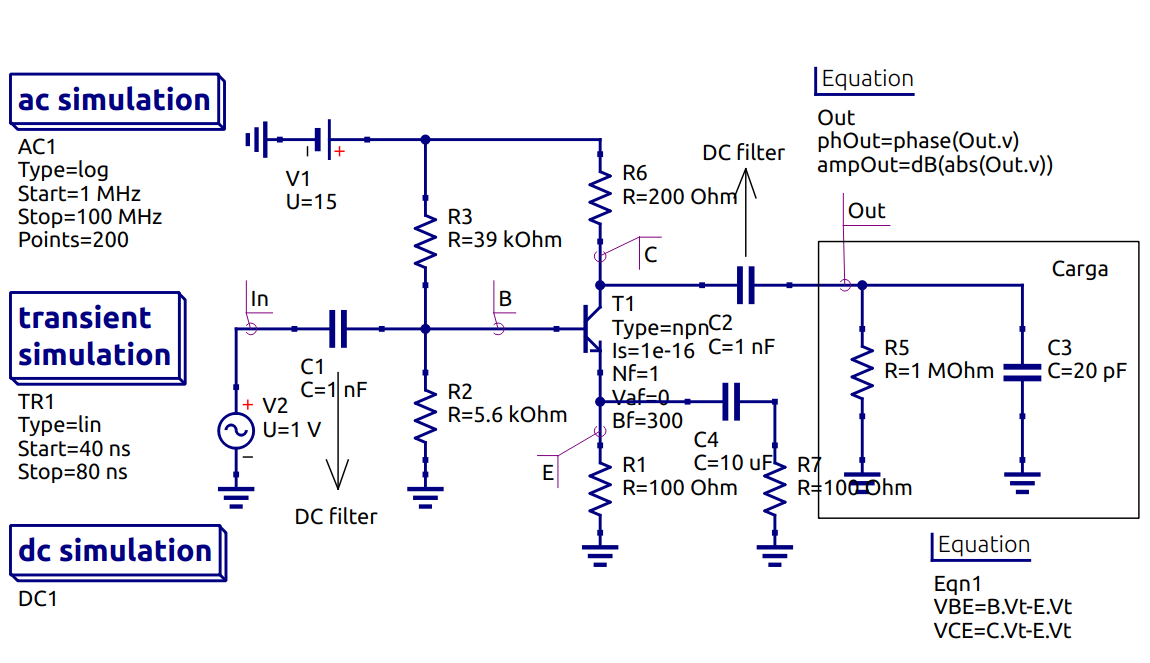 ac simulation
AC1
Type=log
Start=1 MHz
Stop=100 MHz
Points=200
transient
simulation
TR1
Type=lin
Start=40 ns
Stop=80 ns
dc simulation
DC1
V1
U=15
+
R3
R=39 kOhm
R6
R=200 Ohm
DC filter
C
In
B
C1
C=1 nF
+
V2
U=1 V
R2
R=5.6 kOhm
DC filter
T1
Type=npn
Is=1e-16
Nf=1
Vaf=0
Bf=300
C2
C=1 nF
E
R1
R=100 Ohm
C4
C=10 uF
R7
R=100 Ohm
Equation
Out
phOut=phase(Out.v)
ampOut=dB(abs(Out.v))
Out
Carga
R5
R=1 MOhm
C3
C=20 pF
Equation
Eqn1
VBE=B.Vt-E.Vt
VCE=C.Vt-E.Vt